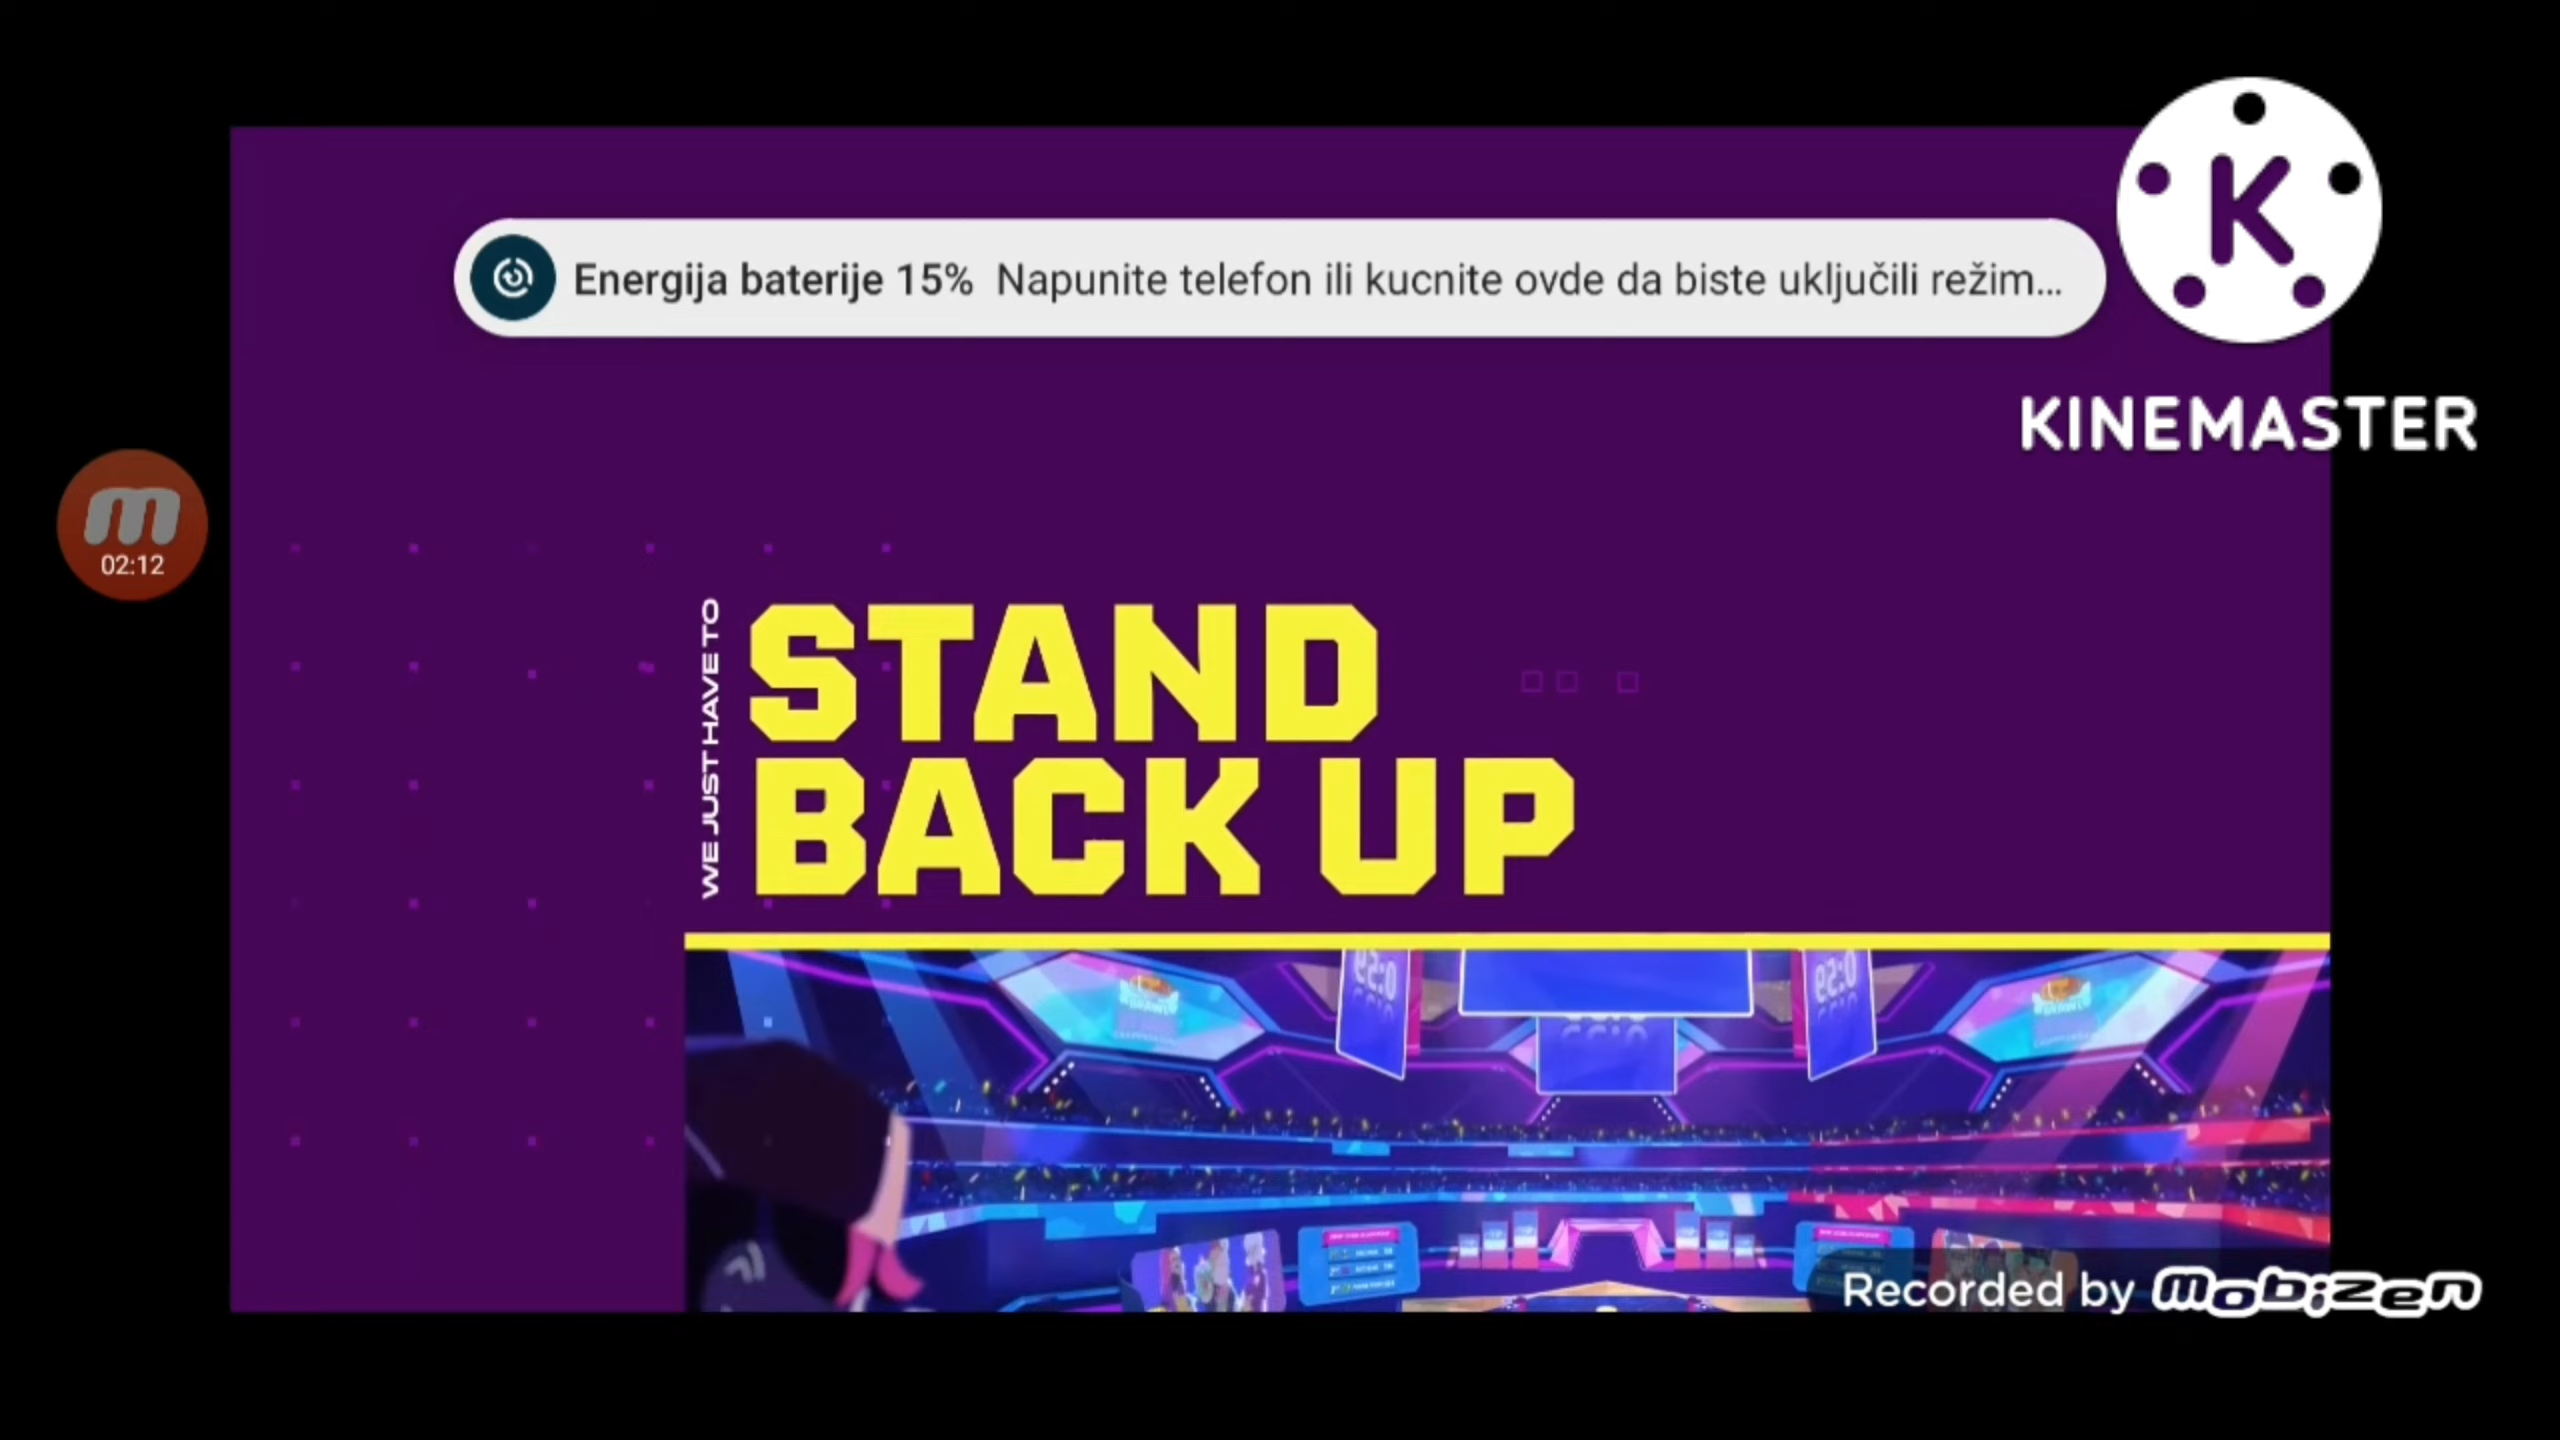 Energija baterije 15% Napunite telefon ili kucnite ovde da biste uključili režim...
K
KINEMASTER
m
02:12
WE JUST HAVE TO
STAND
BACK UP
Recorded by mobizen